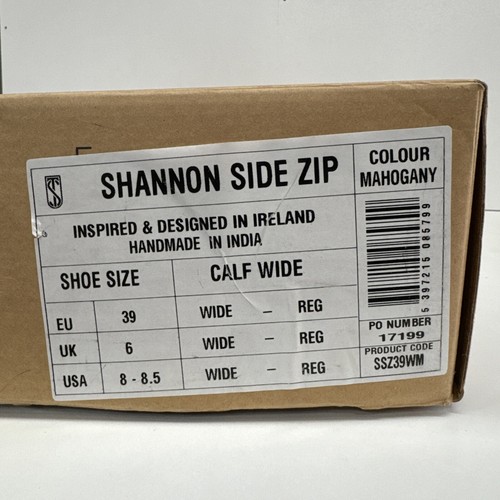 SHANNON SIDE ZIP
INSPIRED & DESIGNED IN IRELAND
HANDMADE IN INDIA
SHOE SIZE CALF WIDE
EU 39 WIDE – REG
UK 6 WIDE – REG
USA 8 - 8.5 WIDE – REG
COLOUR
MAHOGANY
5 397215 085799
PO NUMBER
17199
PRODUCT CODE
SSZ39WM